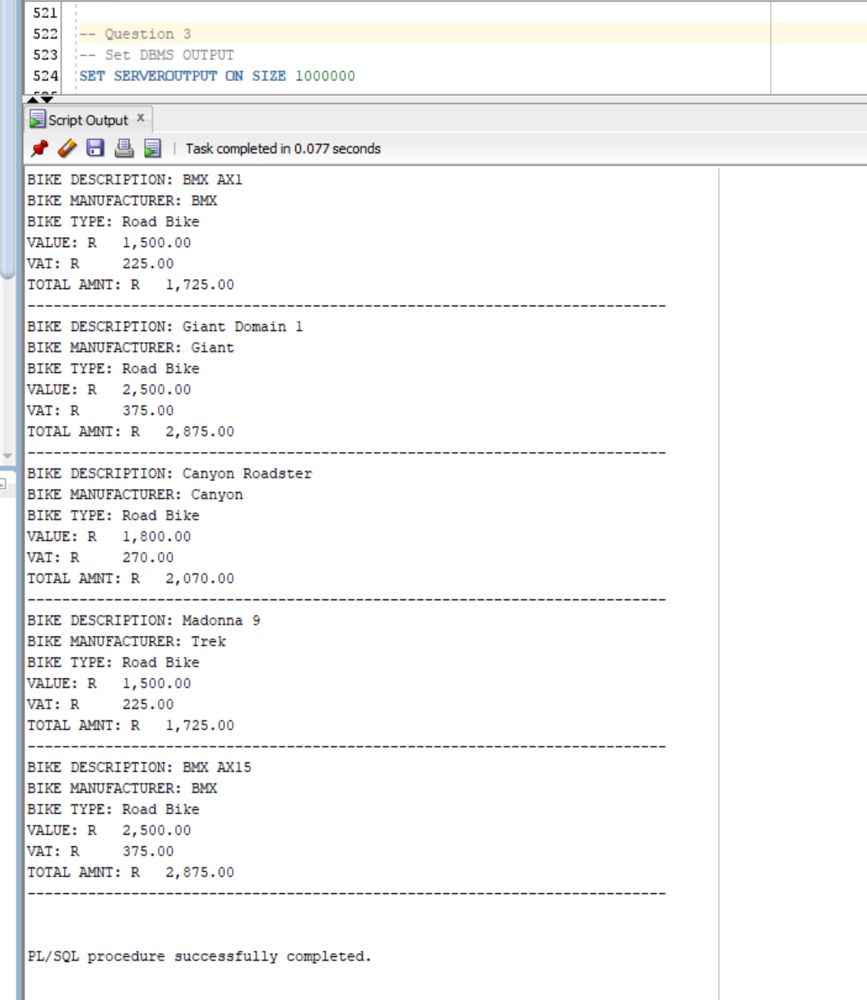 521
522 -- Question 3
523 -- Set DBMS OUTPUT
524 SET SERVEROUTPUT ON SIZE 1000000
Script Output x
Task completed in 0.077 seconds
BIKE DESCRIPTION: BMX AX1
BIKE MANUFACTURER: BMX
BIKE TYPE: Road Bike
VALUE: R   1,500.00
VAT: R     225.00
TOTAL AMNT: R   1,725.00
--------------------------------------------------------------------------
BIKE DESCRIPTION: Giant Domain 1
BIKE MANUFACTURER: Giant
BIKE TYPE: Road Bike
VALUE: R   2,500.00
VAT: R     375.00
TOTAL AMNT: R   2,875.00
--------------------------------------------------------------------------
BIKE DESCRIPTION: Canyon Roadster
BIKE MANUFACTURER: Canyon
BIKE TYPE: Road Bike
VALUE: R   1,800.00
VAT: R     270.00
TOTAL AMNT: R   2,070.00
--------------------------------------------------------------------------
BIKE DESCRIPTION: Madonna 9
BIKE MANUFACTURER: Trek
BIKE TYPE: Road Bike
VALUE: R   1,500.00
VAT: R     225.00
TOTAL AMNT: R   1,725.00
--------------------------------------------------------------------------
BIKE DESCRIPTION: BMX AX15
BIKE MANUFACTURER: BMX
BIKE TYPE: Road Bike
VALUE: R   2,500.00
VAT: R     375.00
TOTAL AMNT: R   2,875.00
--------------------------------------------------------------------------
PL/SQL procedure successfully completed.